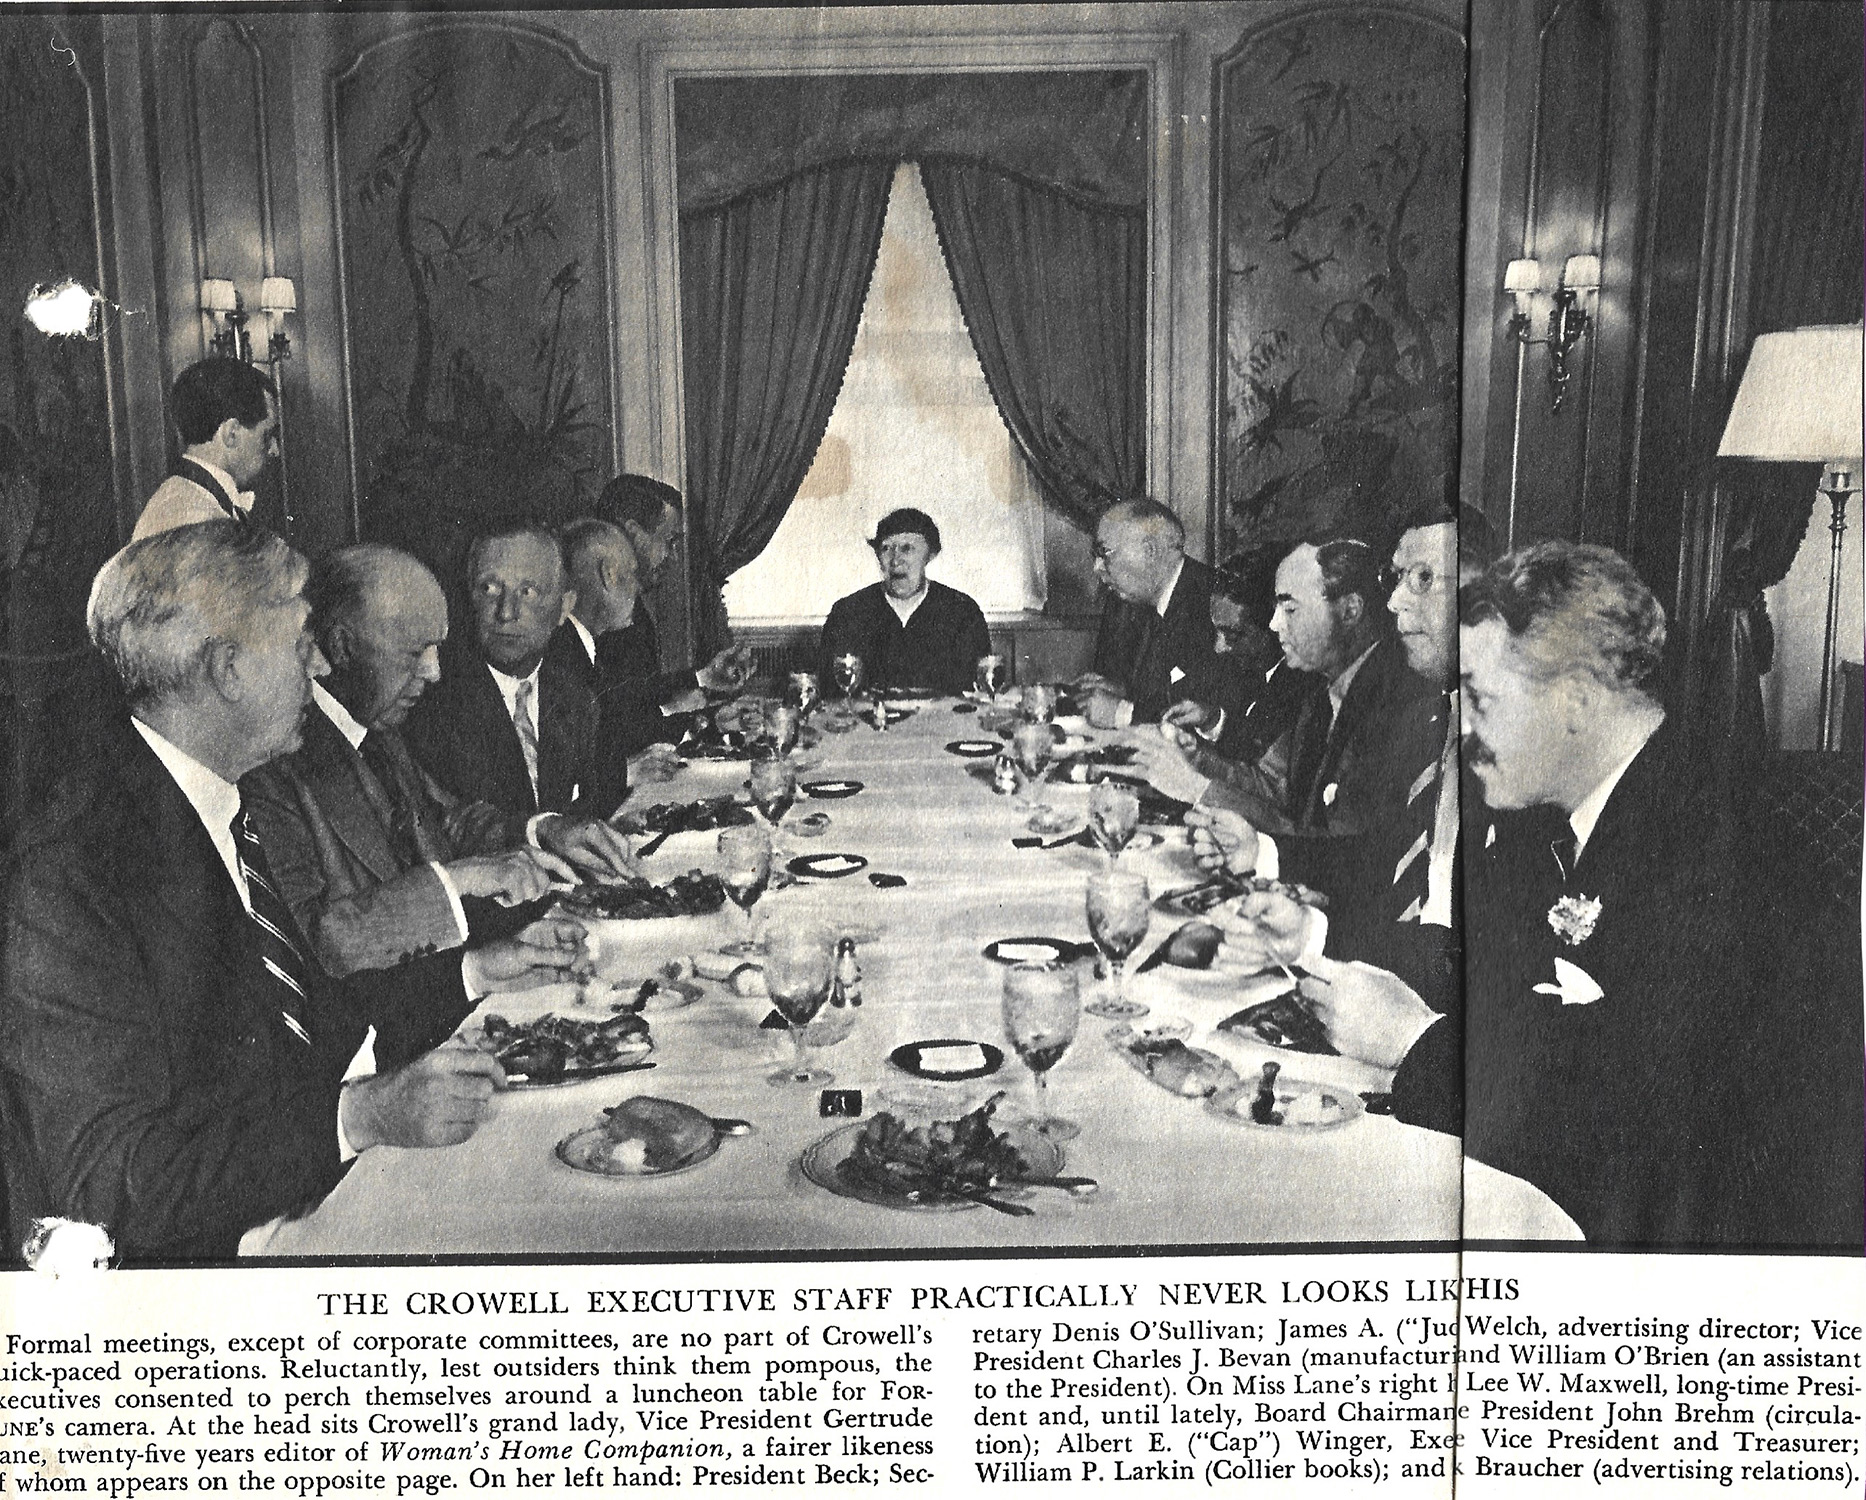 THE CROWELL EXECUTIVE STAFF PRACTICALLY NEVER LOOKS LIK HIS
Formal meetings, except of corporate committees, are no part of Crowell's
uick-paced operations. Reluctantly, lest outsiders think them pompous, the
xecutives consented to perch themselves around a luncheon table for FOR-
UNE'S camera. At the head sits Crowell's grand lady, Vice President Gertrude
ane, twenty-five years editor of Woman's Home Companion, a fairer likeness
f whom appears on the opposite page. On her left hand: President Beck; Sec-
retary Denis O'Sullivan; James A. ("Jud Welch, advertising director; Vice
President Charles J. Bevan (manufacturi and William O'Brien (an assistant
to the President). On Miss Lane's right h Lee W. Maxwell, long-time Presi-
dent and, until lately, Board Chairman e President John Brehm (circula-
tion); Albert E. ("Cap") Winger, Exe Vice President and Treasurer;
William P. Larkin (Collier books); and k Braucher (advertising relations).